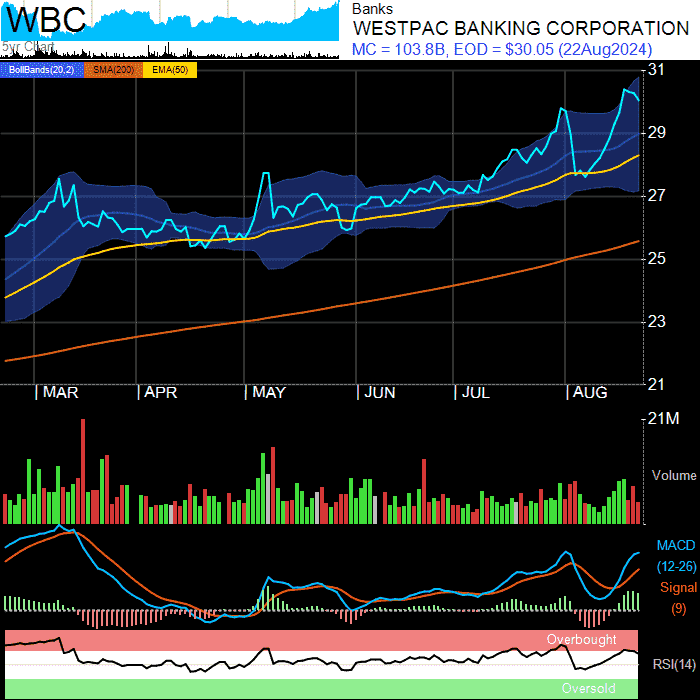 WBC
5yr Chart
Banks
WESTPAC BANKING CORPORATION
MC = 103.8B, EOD = $30.05 (22Aug2024)
BollBands(20,2) SMA(200) EMA(50)
31
29
27
25
23
21
| MAR | APR | MAY | JUN | JUL | AUG
21M
Volume
MACD
(12-26)
Signal
(9)
Overbought
RSI(14)
Oversold